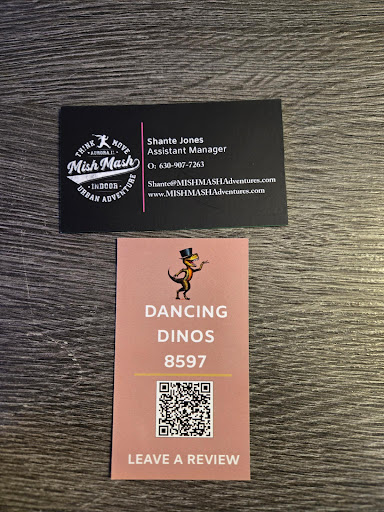 THINK & MOVE
AURORA, IL
Mish Mash
INDOOR
URBAN ADVENTURE
Shante Jones
Assistant Manager
O: 630-907-7263
Shante@MISHMASHAdventures.com
www.MISHMASHAdventures.com
DANCING
DINOS
8597
LEAVE A REVIEW